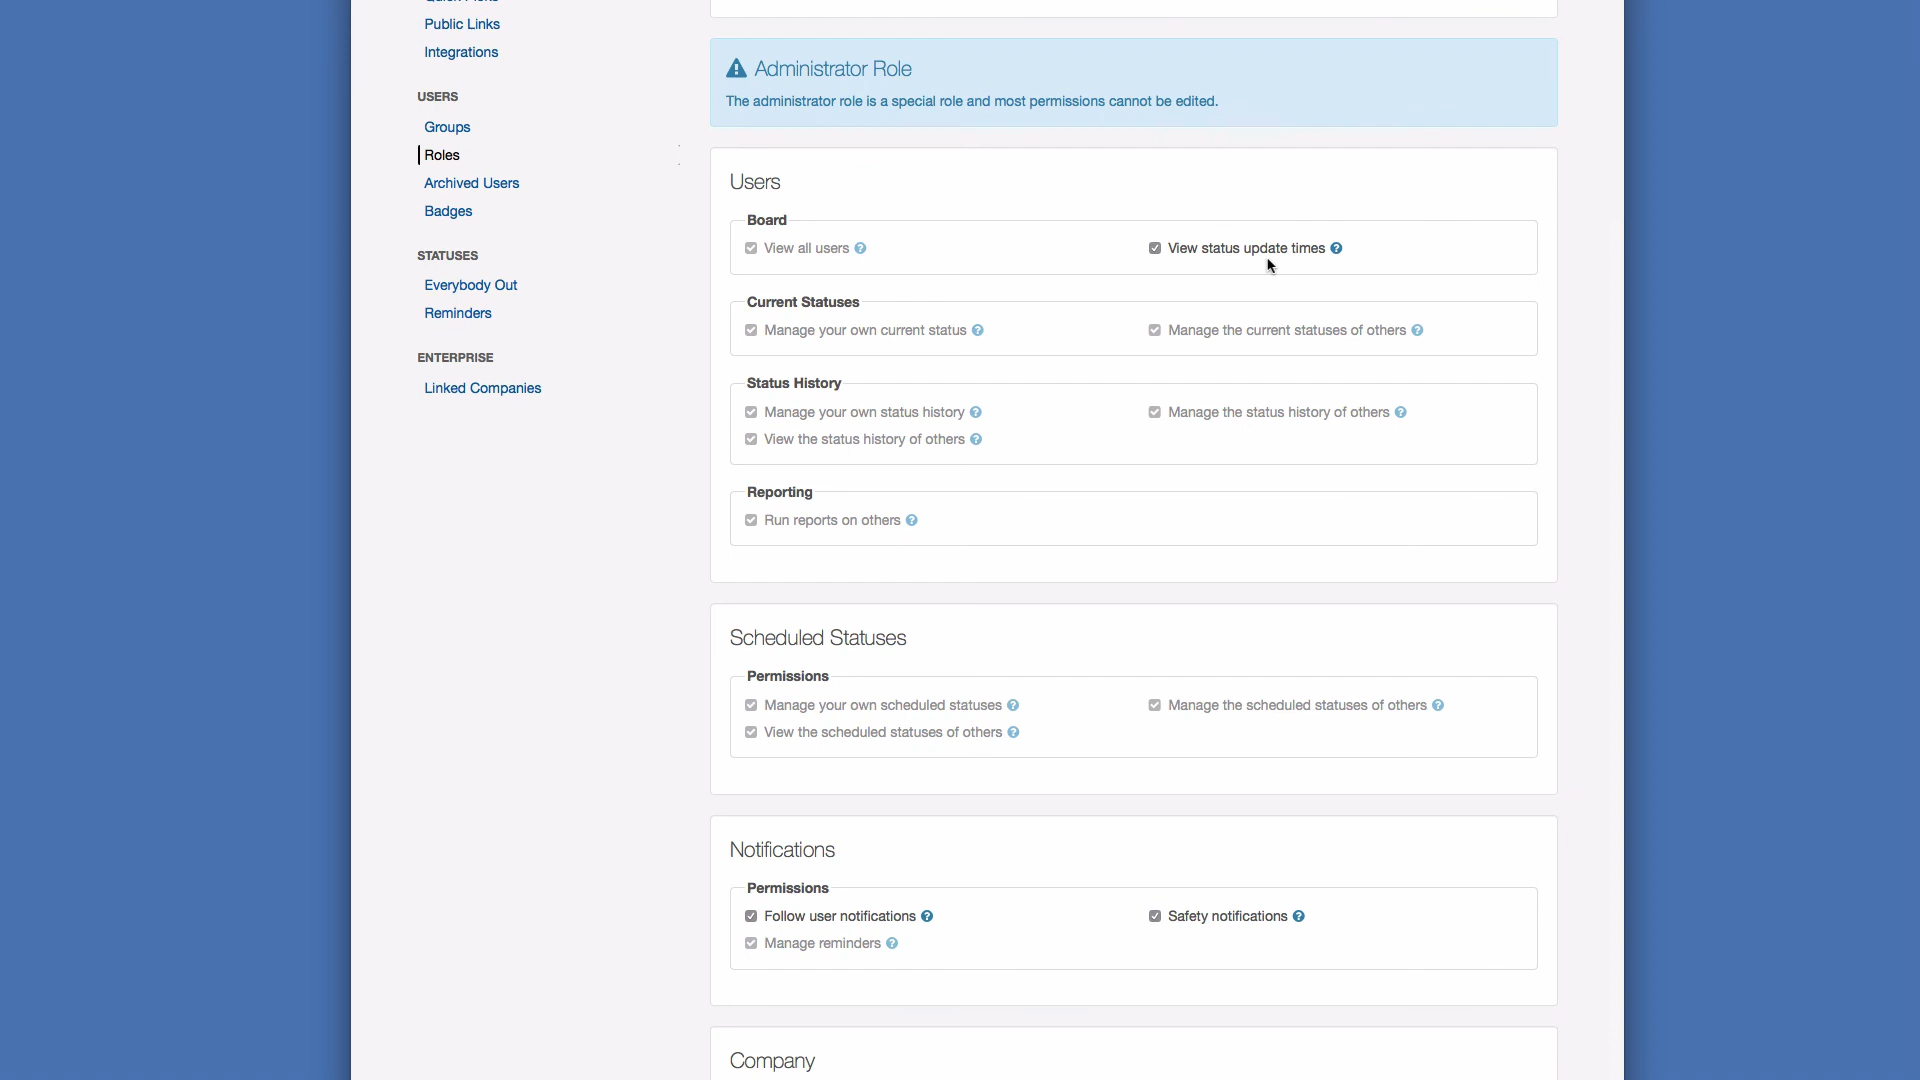 Public Links
Integrations
USERS
Groups
Roles
Archived Users
Badges
STATUSES
Everybody Out
Reminders
ENTERPRISE
Linked Companies
Administrator Role
The administrator role is a special role and most permissions cannot be edited.
Users
Board
View all users
View status update times
Current Statuses
Manage your own current status
Manage the current statuses of others
Status History
Manage your own status history
Manage the status history of others
View the status history of others
Reporting
Run reports on others
Scheduled Statuses
Permissions
Manage your own scheduled statuses
Manage the scheduled statuses of others
View the scheduled statuses of others
Notifications
Permissions
Follow user notifications
Safety notifications
Manage reminders
Company